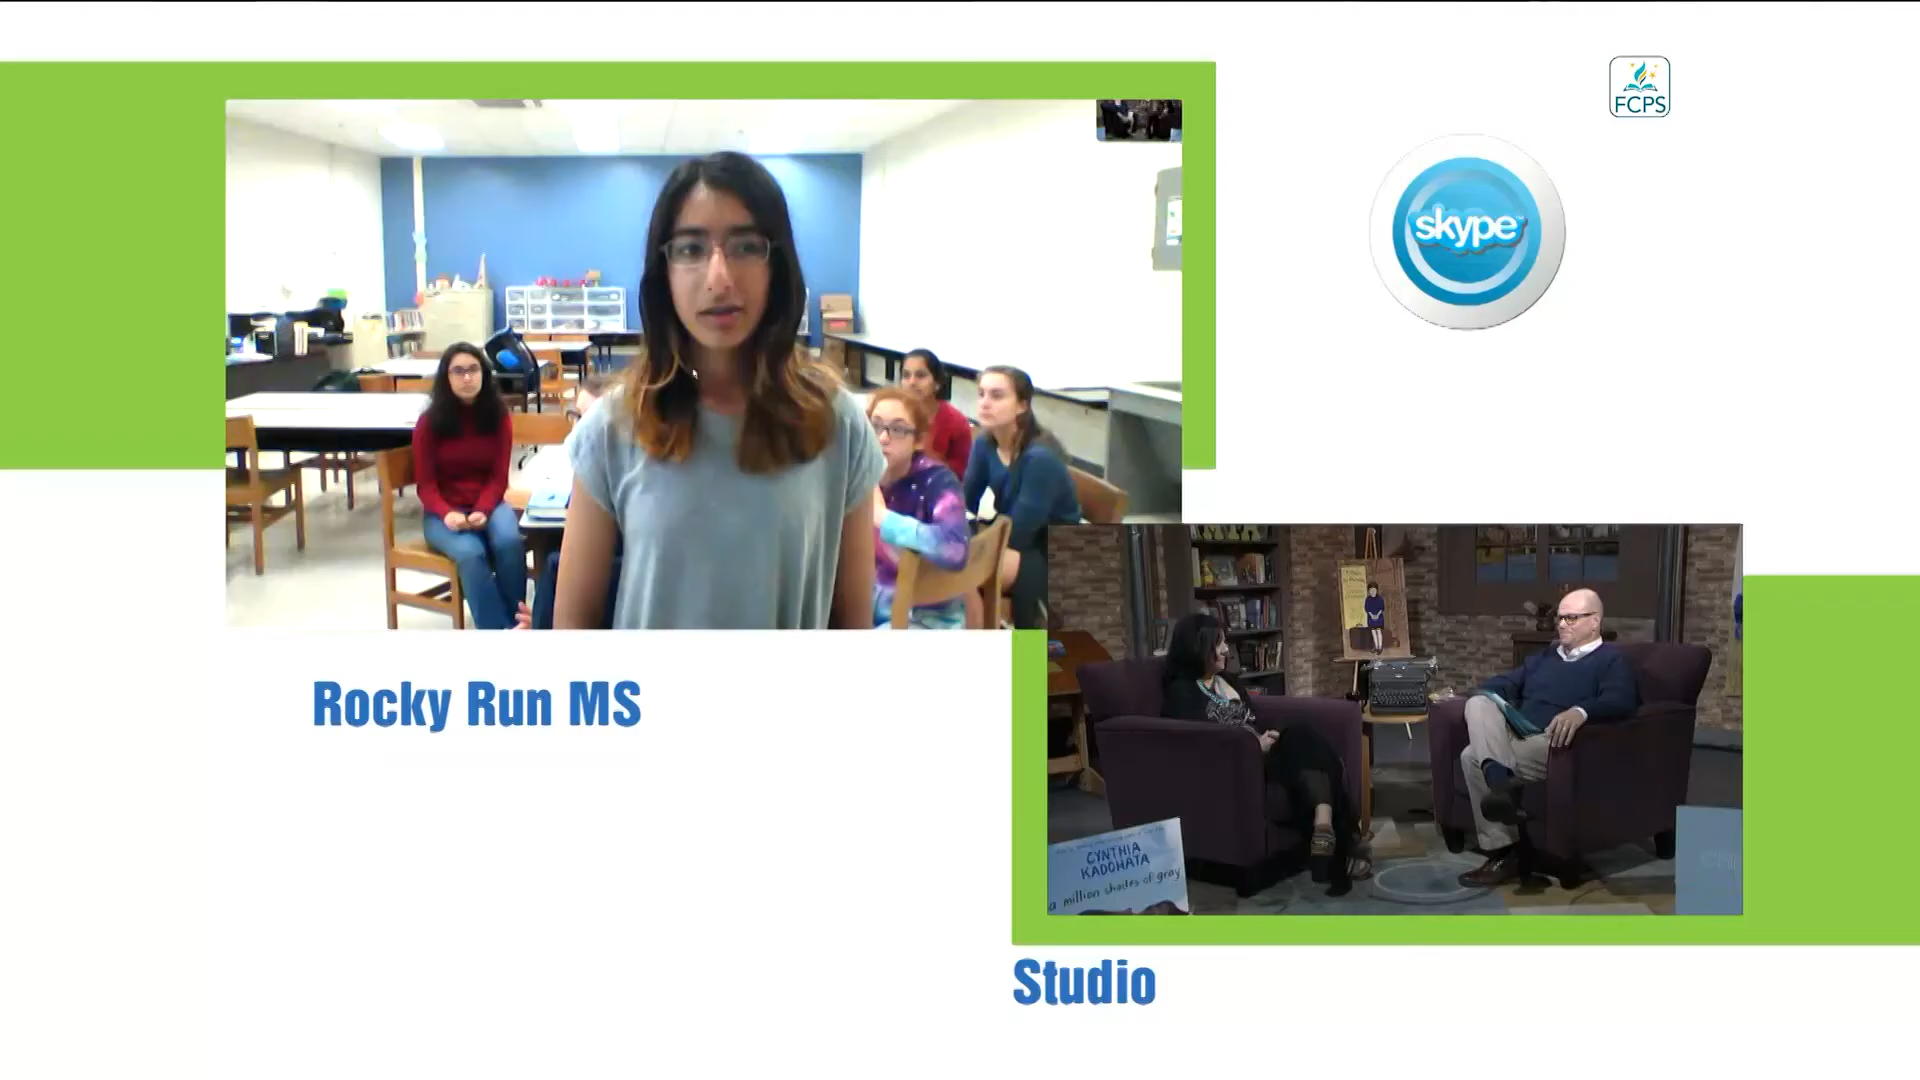 FCPS
skype
Rocky Run MS
CYNTHIA
KADOHATA
a million shades of gray
Studio